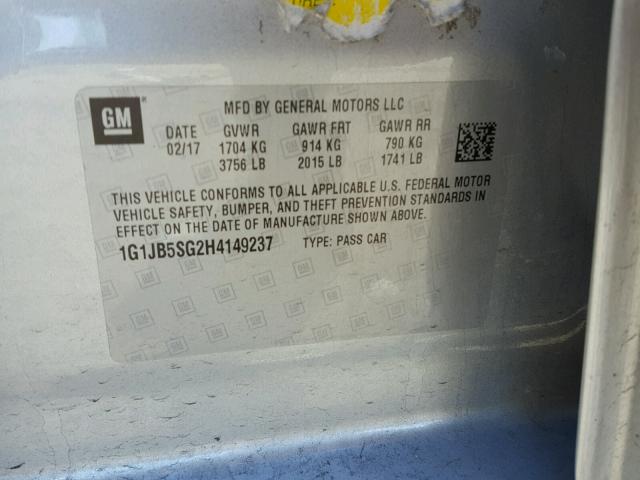 GM
MFD BY GENERAL MOTORS LLC
DATE GVWR GAWR FRT GAWR RR
02/17 1704 KG 914 KG 790 KG
3756 LB 2015 LB 1741 LB
THIS VEHICLE CONFORMS TO ALL APPLICABLE U.S. FEDERAL MOTOR
VEHICLE SAFETY, BUMPER, AND THEFT PREVENTION STANDARDS IN
EFFECT ON THE DATE OF MANUFACTURE SHOWN ABOVE.
1G1JB5SG2H4149237 TYPE: PASS CAR